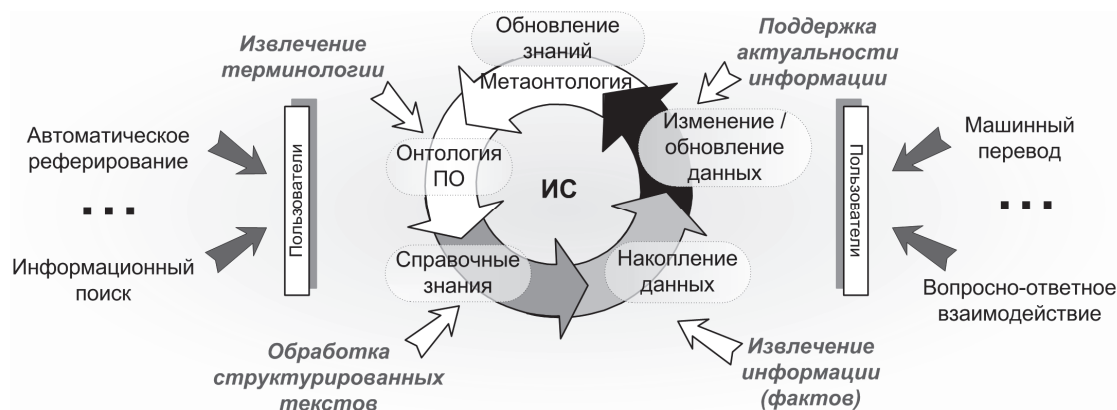 Обновление
знаний
Метаонтология
Извлечение
терминологии
Поддержка
актуальности
информации
Автоматическое
реферирование
...
Информационный
поиск
Пользователи
Онтология
ПО
ИС
Изменение /
обновление
данных
Справочные
знания
Накопление
данных
Пользователи
Машинный
перевод
...
Вопросно-ответное
взаимодействие
Обработка
структурированных
текстов
Извлечение
информации
(фактов)